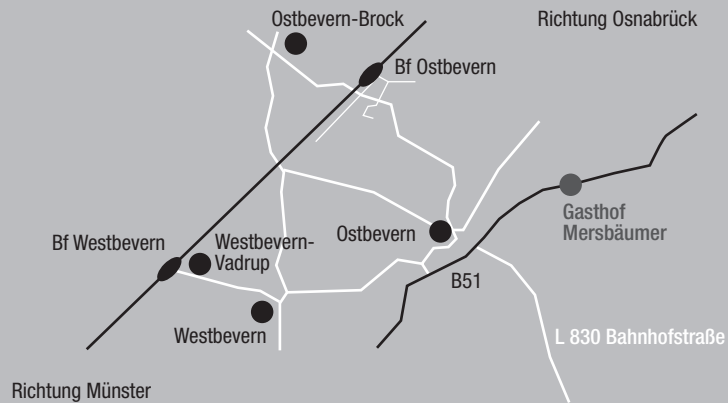 Ostbevern-Brock
Richtung Osnabrück
Bf Ostbevern
Gasthof
Mersbäumer
Bf Westbevern
Westbevern-
Vadrup
Ostbevern
B51
Westbevern
L 830 Bahnhofstraße
Richtung Münster